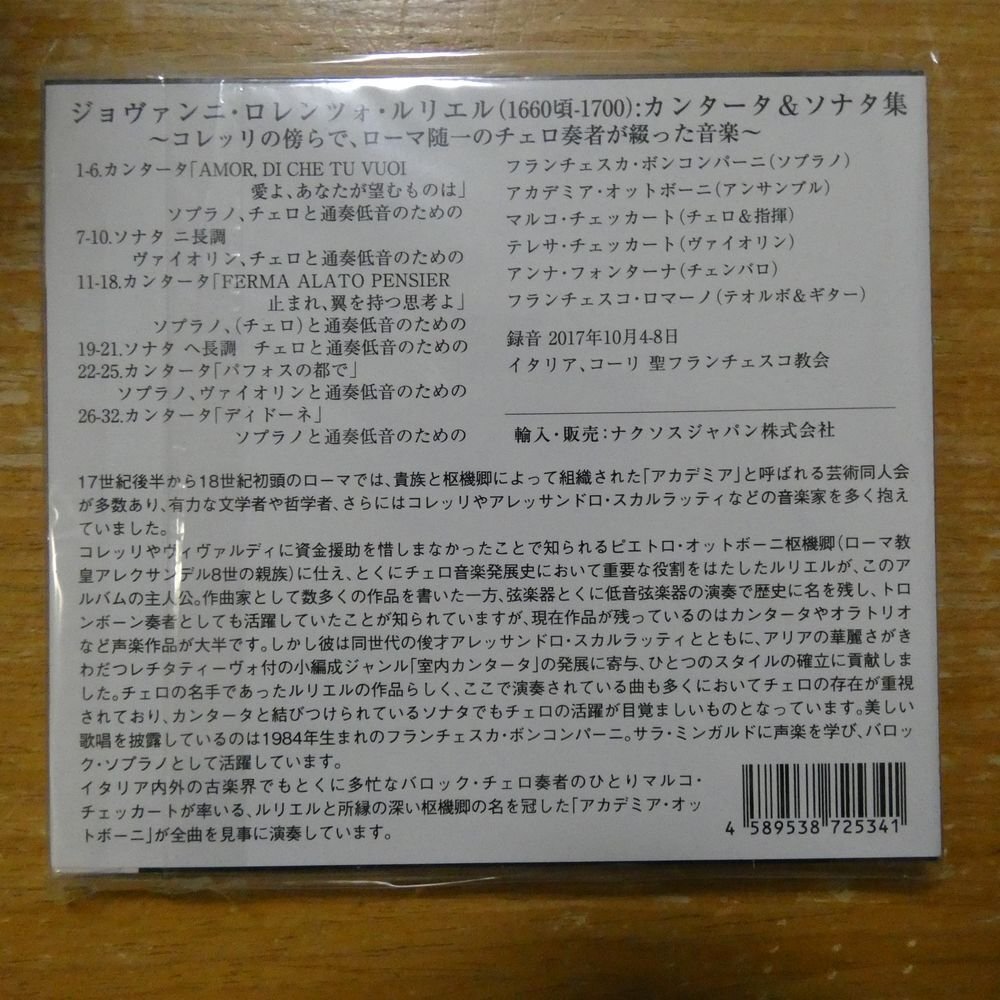 ジョヴァンニ・ロレンツォ・ルリエル(1660頃-1700):カンタータ&ソナタ集
～コレッリの傍らで、ローマ随一のチェロ奏者が綴った音楽～
1-6.カンタータ「AMOR, DI CHE TU VUOI
愛よ、あなたが望むものは」
ソプラノ、チェロと通奏低音のための
7-10.ソナタ ニ長調
ヴァイオリン、チェロと通奏低音のための
11-18.カンタータ「FERMA ALATO PENSIER
止まれ、翼を持つ思考よ」
ソプラノ、(チェロ)と通奏低音のための
19-21.ソナタ ヘ長調 チェロと通奏低音のための
22-25.カンタータ「パフォスの都で」
ソプラノ、ヴァイオリンと通奏低音のための
26-32.カンタータ「ディドーネ」
ソプラノと通奏低音のための
フランチェスカ・ボンコンパーニ(ソプラノ)
アカデミア・オットボーニ(アンサンブル)
マルコ・チェッカート(チェロ&指揮)
テレサ・チェッカート(ヴァイオリン)
アンナ・フォンターナ(チェンバロ)
フランチェスコ・ロマーノ(テオルボ&ギター)
録音 2017年10月4-8日
イタリア、コーリ 聖フランチェスコ教会
輸入・販売:ナクソスジャパン株式会社
17世紀後半から18世紀初頭のローマでは、貴族と枢機卿によって組織された「アカデミア」と呼ばれる芸術同人会
が多数あり、有力な文学者や哲学者、さらにはコレッリやアレッサンドロ・スカルラッティなどの音楽家を多く抱え
ていました。
コレッリやヴィヴァルディに資金援助を惜しまなかったことで知られるピエトロ・オットボーニ枢機卿(ローマ教
皇アレクサンデル8世の親族)に仕え、とくにチェロ音楽発展史において重要な役割をはたしたルリエルが、このア
ルバムの主人公。作曲家として数多くの作品を書いた一方、弦楽器とくに低音弦楽器の演奏で歴史に名を残し、トロ
ンボーン奏者としても活躍していたことが知られていますが、現在作品が残っているのはカンタータやオラトリオ
など声楽作品が大半です。しかし彼は同世代の俊才アレッサンドロ・スカルラッティとともに、アリアの華麗さがき
わだつレチタティーヴォ付の小編成ジャンル「室内カンタータ」の発展に寄与、ひとつのスタイルの確立に貢献しま
した。チェロの名手であったルリエルの作品らしく、ここで演奏されている曲も多くにおいてチェロの存在が重視
されており、カンタータと結びつけられているソナタでもチェロの活躍が目覚ましいものとなっています。美しい
歌唱を披露しているのは1984年生まれのフランチェスカ・ボンコンパーニ。サラ・ミンガルドに声楽を学び、バロッ
ク・ソプラノとして活躍しています。
イタリア内外の古楽界でもとくに多忙なバロック・チェロ奏者のひとりマルコ・
チェッカートが率いる、ルリエルと所縁の深い枢機卿の名を冠した「アカデミア・オッ
トボーニ」が全曲を見事に演奏しています。
4 589538 725341